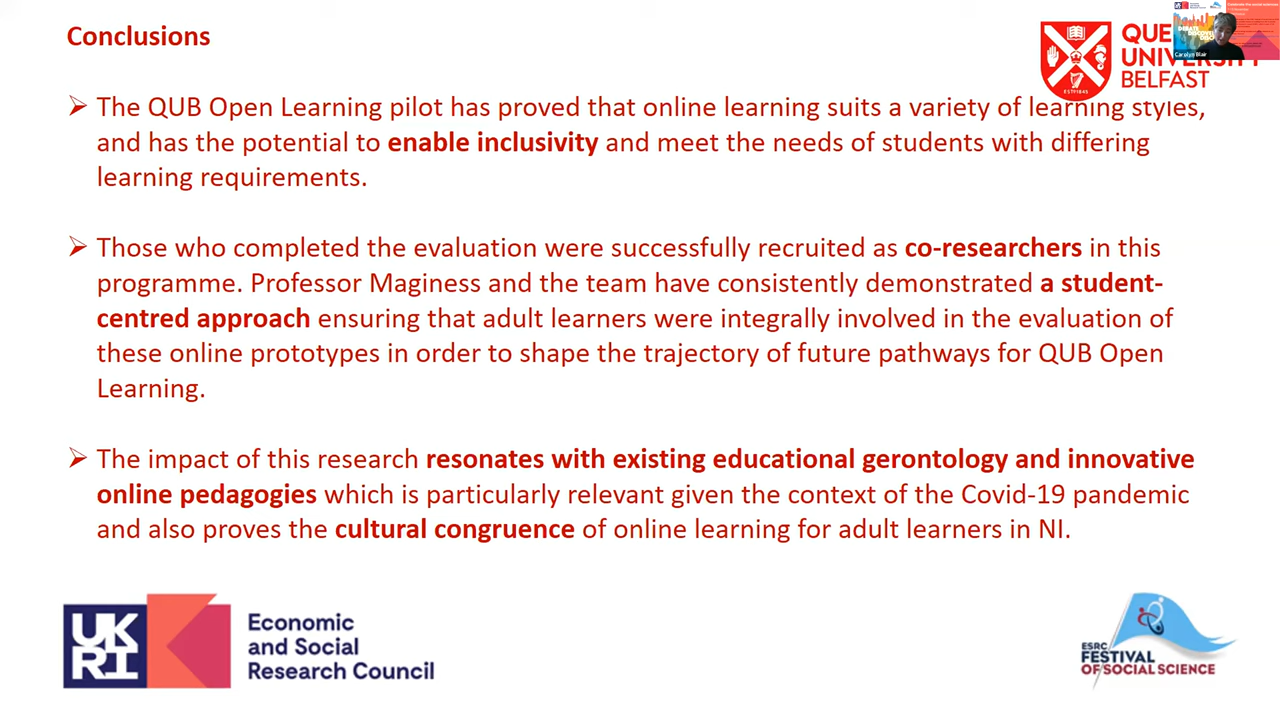 Conclusions
QUE
UNIVERSITY
BELFAST
ESTD1845
Carolyn Blair
➢ The QUB Open Learning pilot has proved that online learning suits a variety of learning styles,
and has the potential to enable inclusivity and meet the needs of students with differing
learning requirements.
➢ Those who completed the evaluation were successfully recruited as co-researchers in this
programme. Professor Maginess and the team have consistently demonstrated a student-
centred approach ensuring that adult learners were integrally involved in the evaluation of
these online prototypes in order to shape the trajectory of future pathways for QUB Open
Learning.
➢ The impact of this research resonates with existing educational gerontology and innovative
online pedagogies which is particularly relevant given the context of the Covid-19 pandemic
and also proves the cultural congruence of online learning for adult learners in NI.
UK
RI
Economic
and Social
Research Council
ESRC
FESTIVAL
OF SOCIAL SCIENCE